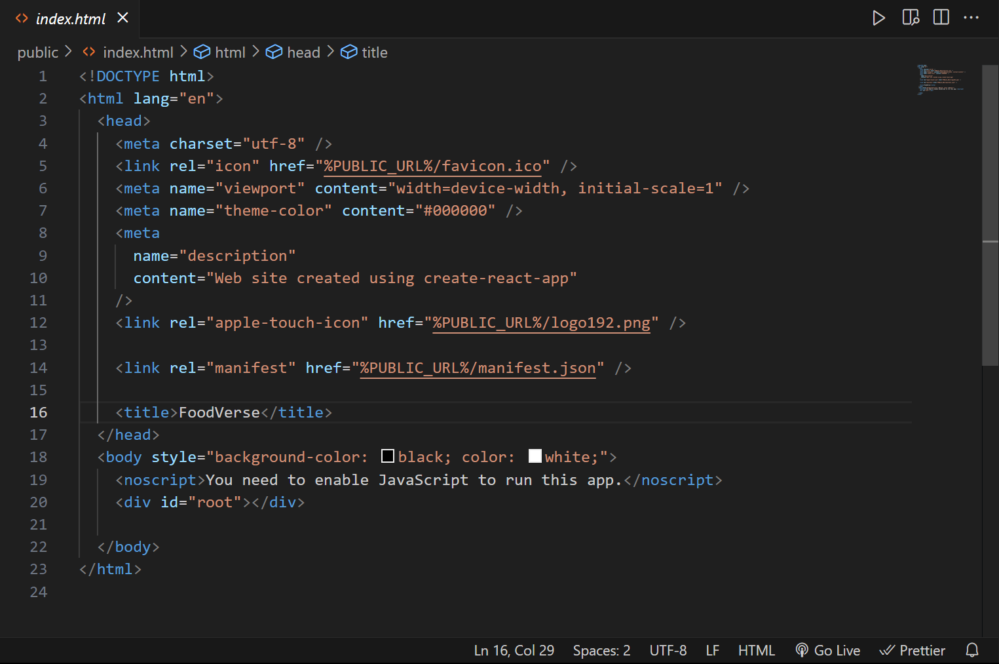 index.html
public > index.html > html > head > title
1 <!DOCTYPE html>
2 <html lang="en">
3 <head>
4 <meta charset="utf-8" />
5 <link rel="icon" href="%PUBLIC_URL%/favicon.ico" />
6 <meta name="viewport" content="width=device-width, initial-scale=1" />
7 <meta name="theme-color" content="#000000" />
8 <meta
9 name="description"
10 content="Web site created using create-react-app"
11 />
12 <link rel="apple-touch-icon" href="%PUBLIC_URL%/logo192.png" />
13
14 <link rel="manifest" href="%PUBLIC_URL%/manifest.json" />
15
16 <title>FoodVerse</title>
17 </head>
18 <body style="background-color: black; color: white;">
19 <noscript>You need to enable JavaScript to run this app.</noscript>
20 <div id="root"></div>
21
22 </body>
23 </html>
24
Ln 16, Col 29 Spaces: 2 UTF-8 LF HTML Go Live Prettier